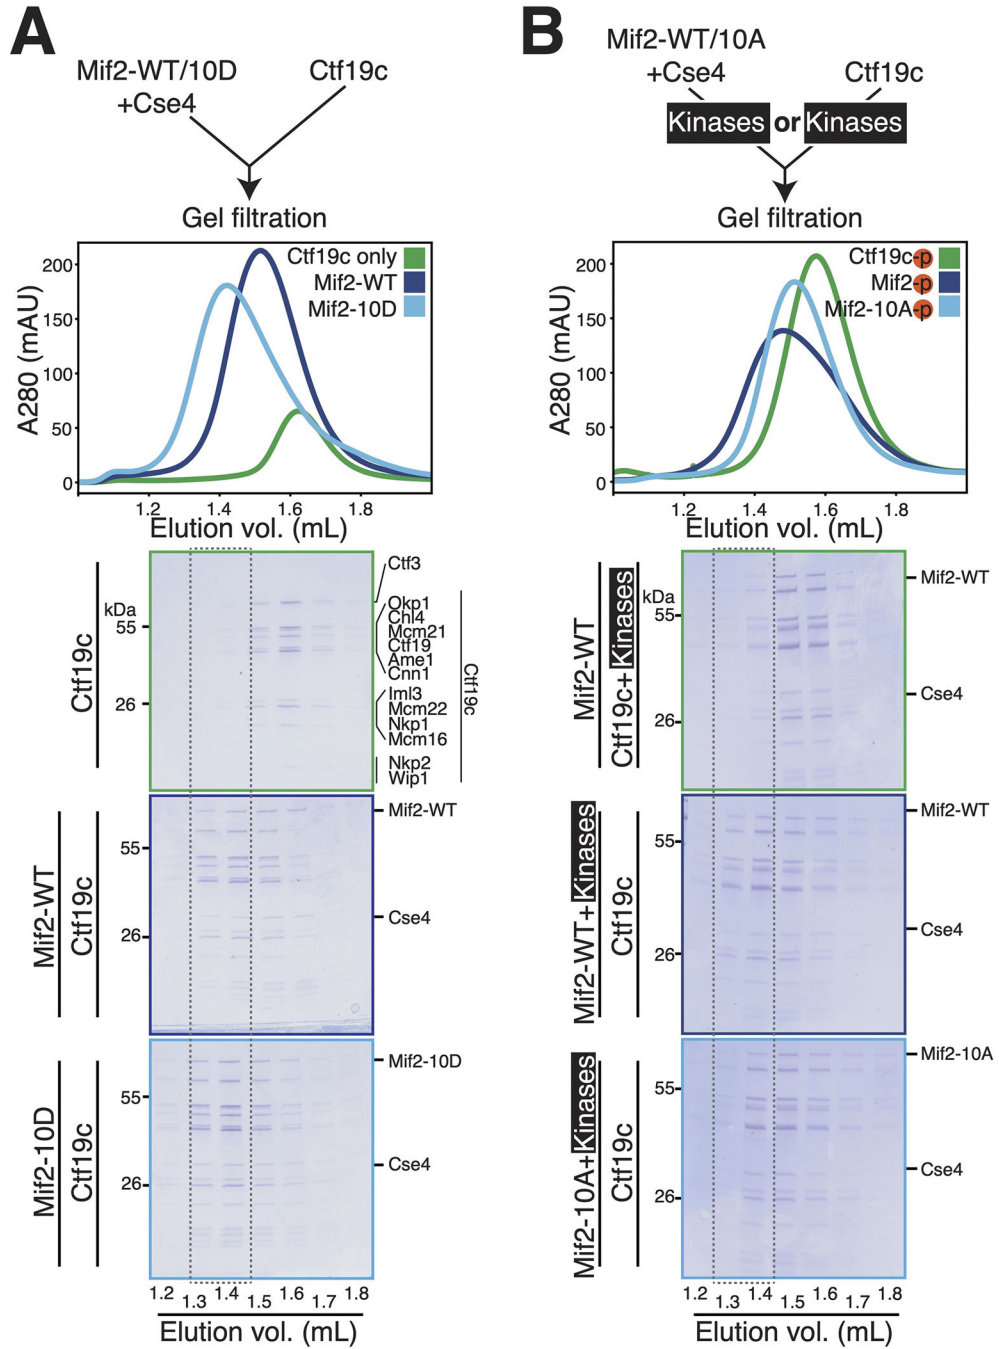 A
Mif2-WT/10D
+Cse4
Ctf19c
Gel filtration
Ctf19c only
Mif2-WT
Mif2-10D
A280 (mAU)
200
150
100
50
0
1.2 1.4 1.6 1.8
Elution vol. (mL)
Ctf19c
kDa
55
26
Ctf3
Okp1
Chl4
Mcm21
Ctf19
Ame1
Cnn1
Iml3
Mcm22
Nkp1
Mcm16
Nkp2
Wip1
Ctf19c
Mif2-WT
Ctf19c
55
26
Mif2-WT
Cse4
Mif2-10D
Ctf19c
55
26
Mif2-10D
Cse4
1.2 1.3 1.4 1.5 1.6 1.7 1.8
Elution vol. (mL)
B
Mif2-WT/10A
+Cse4
Ctf19c
Kinases or Kinases
Gel filtration
Ctf19c-p
Mif2-p
Mif2-10A-p
A280 (mAU)
200
150
100
50
0
1.2 1.4 1.6 1.8
Elution vol. (mL)
Mif2-WT
Ctf19c+Kinases
kDa
55
26
Mif2-WT
Cse4
Mif2-WT+Kinases
Ctf19c
55
26
Mif2-WT
Cse4
Mif2-10A+Kinases
Ctf19c
55
26
Mif2-10A
Cse4
1.2 1.3 1.4 1.5 1.6 1.7 1.8
Elution vol. (mL)